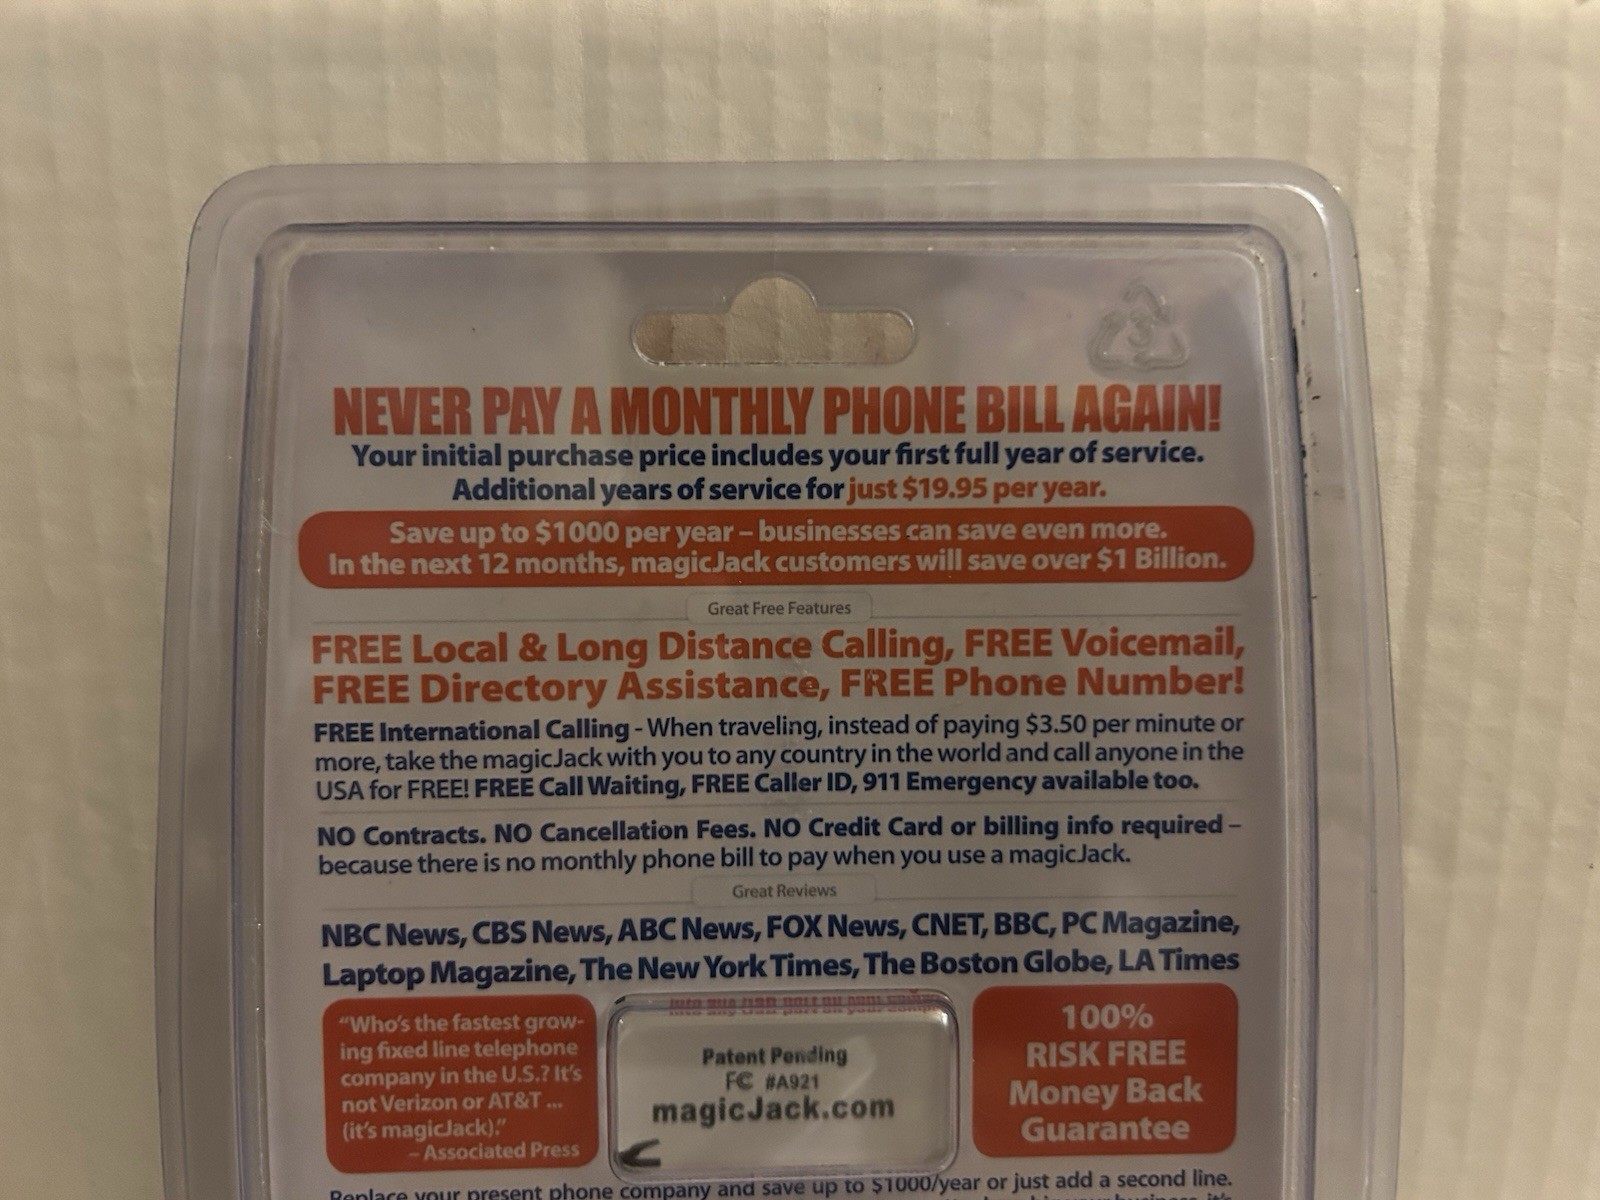 3
NEVER PAY A MONTHLY PHONE BILL AGAIN!
Your initial purchase price includes your first full year of service.
Additional years of service for just $19.95 per year.
Save up to $1000 per year – businesses can save even more.
In the next 12 months, magicJack customers will save over $1 Billion.
Great Free Features
FREE Local & Long Distance Calling, FREE Voicemail,
FREE Directory Assistance, FREE Phone Number!
FREE International Calling - When traveling, instead of paying $3.50 per minute or
more, take the magicJack with you to any country in the world and call anyone in the
USA for FREE! FREE Call Waiting, FREE Caller ID, 911 Emergency available too.
NO Contracts. NO Cancellation Fees. NO Credit Card or billing info required –
because there is no monthly phone bill to pay when you use a magicJack.
Great Reviews
NBC News, CBS News, ABC News, FOX News, CNET, BBC, PC Magazine,
Laptop Magazine, The New York Times, The Boston Globe, LA Times
“Who’s the fastest grow-
ing fixed line telephone
company in the U.S.? It’s
not Verizon or AT&T ...
(it’s magicJack).”
– Associated Press
Patent Pending
FC #A921
magicJack.com
100%
RISK FREE
Money Back
Guarantee
Replace your present phone company and save up to $1000/year or just add a second line.